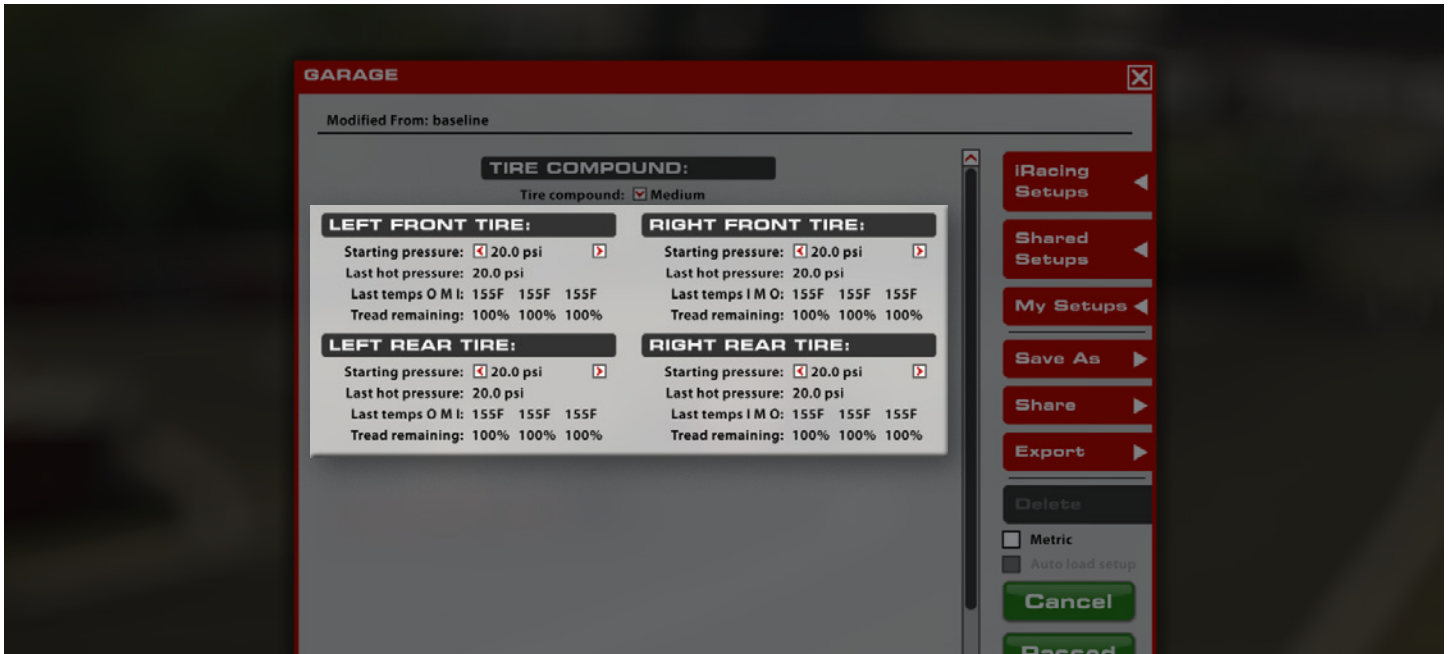 GARAGE
Modified From: baseline
TIRE COMPOUND:
Tire compound: Medium
LEFT FRONT TIRE:
Starting pressure: 20.0 psi
Last hot pressure: 20.0 psi
Last temps O M I: 155F 155F 155F
Tread remaining: 100% 100% 100%
RIGHT FRONT TIRE:
Starting pressure: 20.0 psi
Last hot pressure: 20.0 psi
Last temps I M O: 155F 155F 155F
Tread remaining: 100% 100% 100%
LEFT REAR TIRE:
Starting pressure: 20.0 psi
Last hot pressure: 20.0 psi
Last temps O M I: 155F 155F 155F
Tread remaining: 100% 100% 100%
RIGHT REAR TIRE:
Starting pressure: 20.0 psi
Last hot pressure: 20.0 psi
Last temps I M O: 155F 155F 155F
Tread remaining: 100% 100% 100%
iRacing
Setups
Shared
Setups
My Setups
Save As
Share
Export
Delete
Metric
Auto load setup
Cancel
Passed